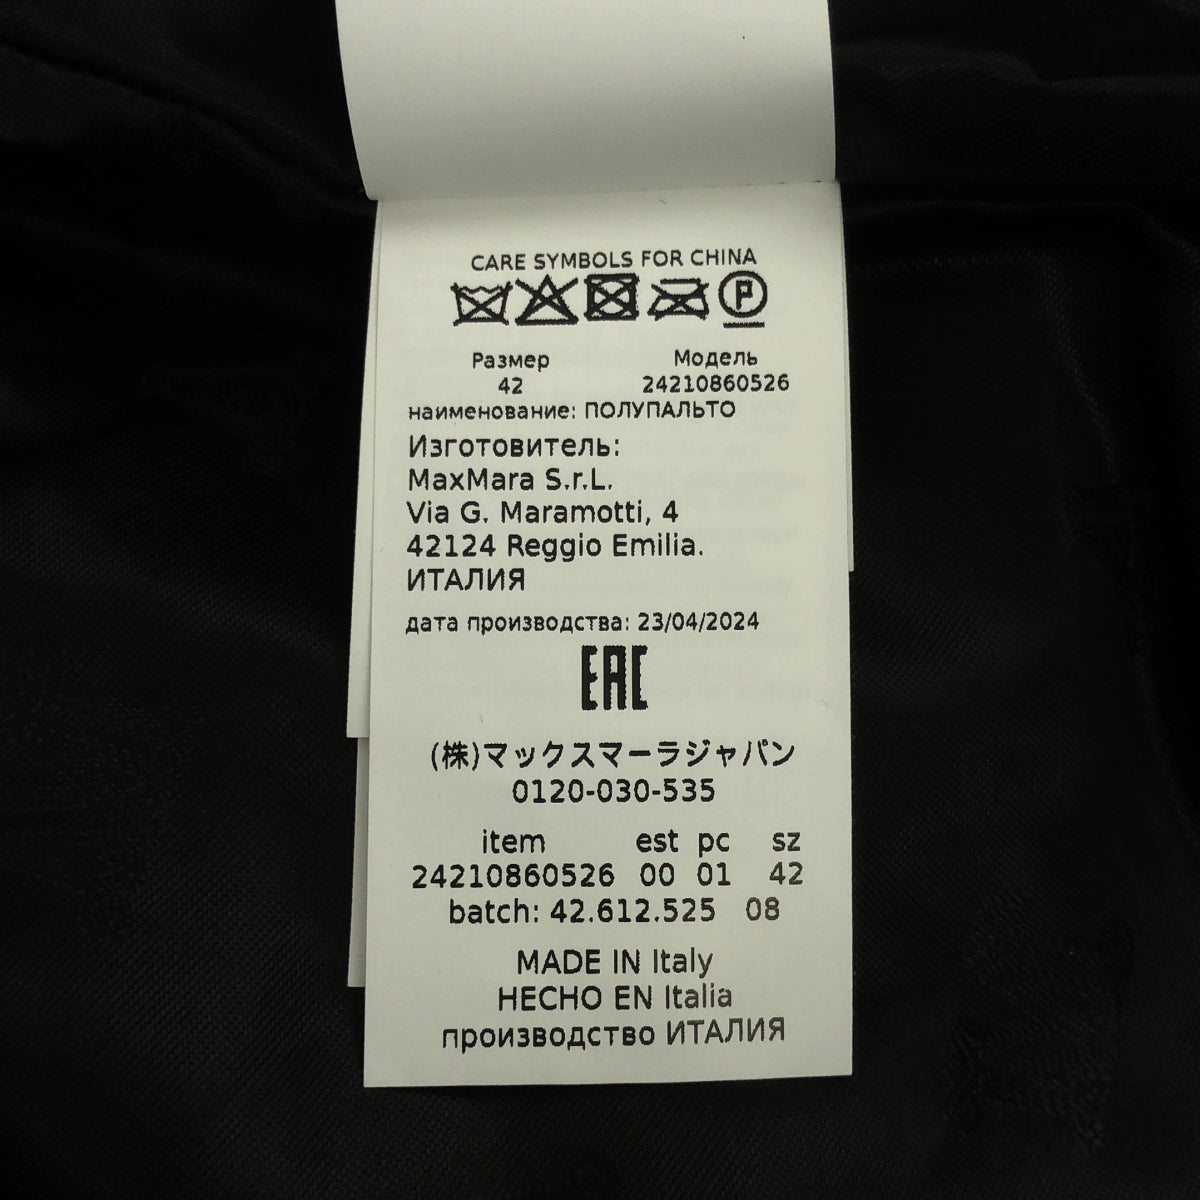 CARE SYMBOLS FOR CHINA
P
Размер Модель
42 24210860526
наименование: ПОЛУПАЛЬТО
Изготовитель:
MaxMara S.r.L.
Via G. Maramotti, 4
42124 Reggio Emilia.
ИТАЛИЯ
дата производства: 23/04/2024
EAC
(株)マックスマーラジャパン
0120-030-535
item est pc sz
24210860526 00 01 42
batch: 42.612.525 08
MADE IN Italy
HECHO EN Italia
производство ИТАЛИЯ